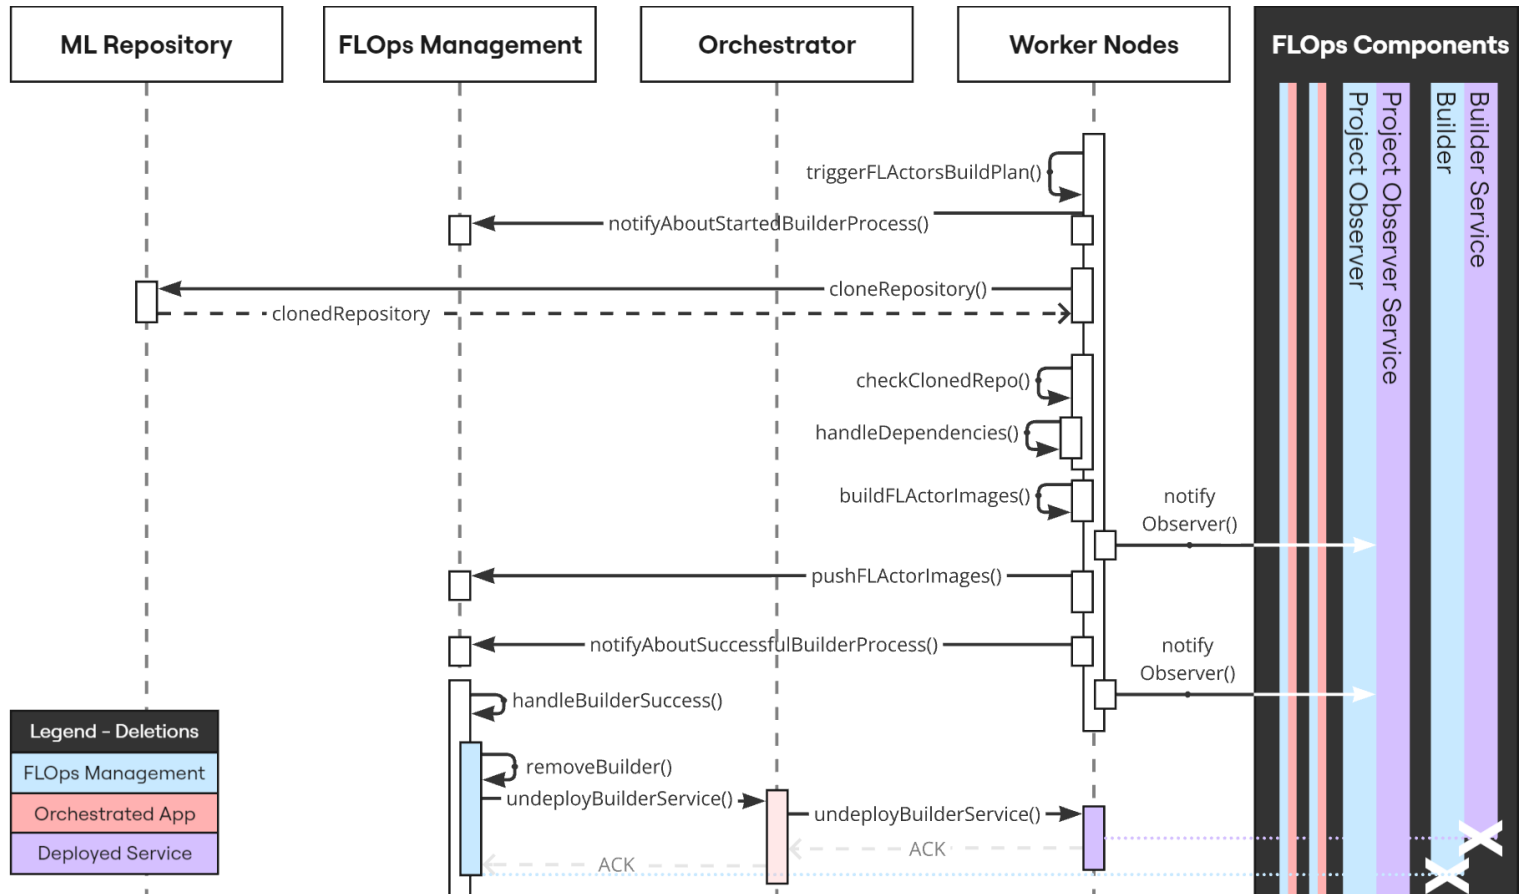 ML Repository
FLOps Management
Orchestrator
Worker Nodes
FLOps Components
Project Observer
Project Observer Service
Builder
Builder Service
triggerFLActorsBuildPlan()
notifyAboutStartedBuilderProcess()
cloneRepository()
clonedRepository
checkClonedRepo()
handleDependencies()
buildFLActorImages()
notify
Observer()
pushFLActorImages()
notifyAboutSuccessfulBuilderProcess()
notify
Observer()
handleBuilderSuccess()
removeBuilder()
undeployBuilderService()
undeployBuilderService()
ACK
ACK
Legend - Deletions
FLOps Management
Orchestrated App
Deployed Service